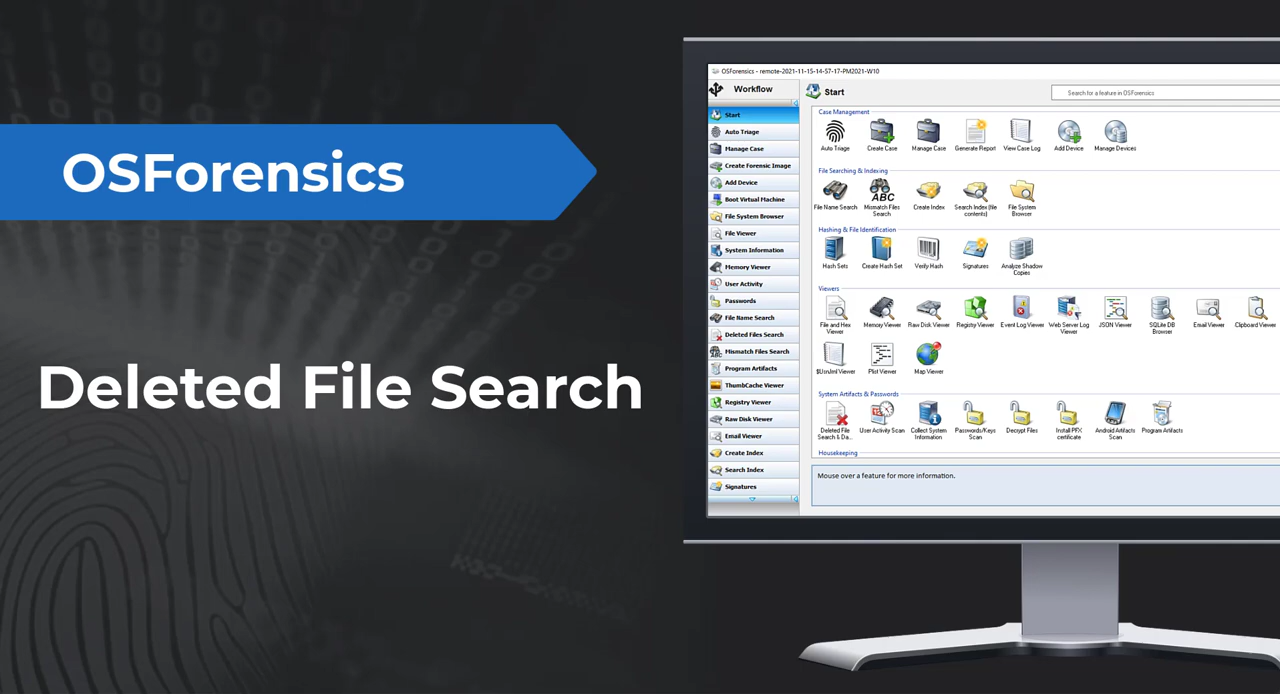 OSForensics
Deleted File Search
OSForensics - remote-2021-11-15-14-57-17-PM2021-W10
Workflow
Start
Auto Triage
Manage Case
Create Forensic Image
Add Device
Boot Virtual Machine
File System Browser
File Viewer
System Information
Memory Viewer
User Activity
Passwords
File Name Search
Deleted Files Search
Mismatch Files Search
Program Artifacts
ThumbCache Viewer
Registry Viewer
Raw Disk Viewer
Email Viewer
Create Index
Search Index
Signatures
Start
Search for a feature in OSForensics
Case Management
Auto Triage
Create Case
Manage Case
Generate Report
View Case Log
Add Device
Manage Devices
File Searching & Indexing
ABC
File Name Search
Mismatch Files
Search
Create Index
Search Index (file
contents)
File System
Browser
Hashing & File Identification
Hash Sets
Create Hash Set
Verify Hash
Signatures
Analyze Shadow
Copies
Viewers
File and Hex
Viewer
Memory Viewer
Raw Disk Viewer
Registry Viewer
Event Log Viewer
Web Server Log
Viewer
JSON Viewer
SQLite DB
Browser
Email Viewer
Clipboard Viewer
$UsnJrnl Viewer
Plist Viewer
Map Viewer
System Artifacts & Passwords
Deleted File
Search & Da...
User Activity Scan
Collect System
Information
Passwords/Keys
Scan
Decrypt Files
Install PFX
certificate
Android Artifacts
Scan
Program Artifacts
Housekeeping
Mouse over a feature for more information.